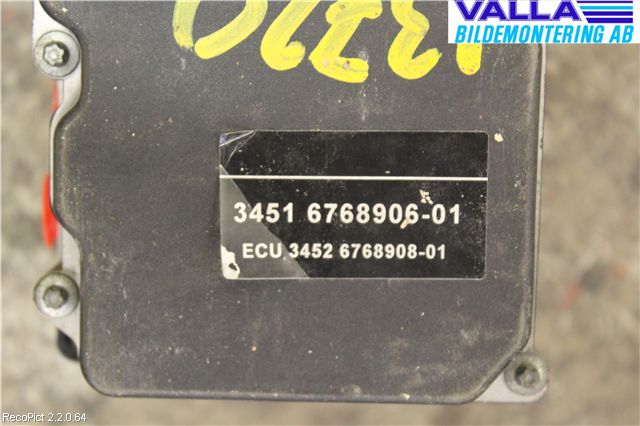 VALLA
BILDEMONTERING AB
3451 6768906-01
ECU 3452 6768908-01
RecoPict 2.2.0.64